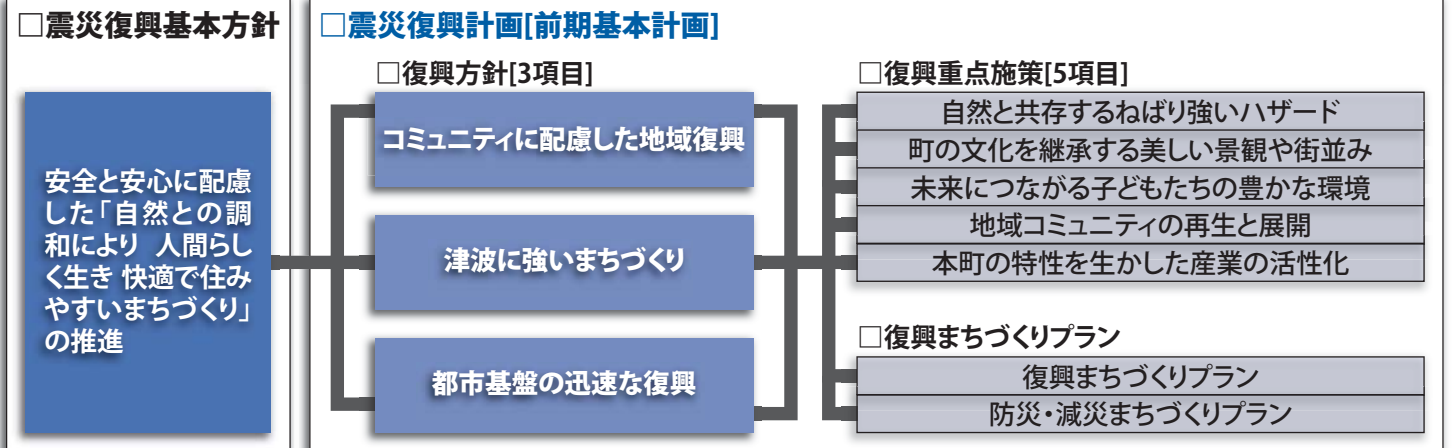 □震災復興基本方針
安全と安心に配慮
した「自然との調
和により 人間らし
く生き 快適で住み
やすいまちづくり」
の推進
□震災復興計画[前期基本計画]
□復興方針[3項目]
コミュニティに配慮した地域復興
津波に強いまちづくり
都市基盤の迅速な復興
□復興重点施策[5項目]
自然と共存するねばり強いハザード
町の文化を継承する美しい景観や街並み
未来につながる子どもたちの豊かな環境
地域コミュニティの再生と展開
本町の特性を生かした産業の活性化
□復興まちづくりプラン
復興まちづくりプラン
防災・減災まちづくりプラン